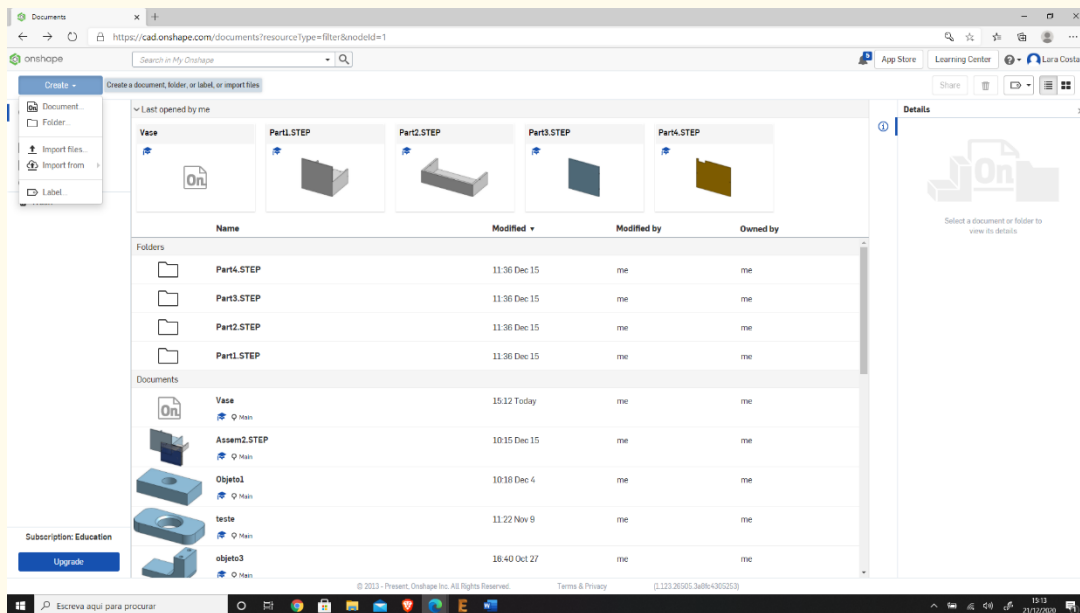 Documents
https://cad.onshape.com/documents?resourceType=filter&nodeId=1
onshape
Search in My Onshape
5
App Store
Learning Center
Lara Costa
Create
Create a document, folder, or label, or import files
Share
Document...
Folder...
Import files...
Import from
Label...
Last opened by me
Vase
Part1.STEP
Part2.STEP
Part3.STEP
Part4.STEP
On
Details
On
Select a document or folder to
view its details
Name Modified Modified by Owned by
Folders
Part4.STEP 11:36 Dec 15 me me
Part3.STEP 11:36 Dec 15 me me
Part2.STEP 11:36 Dec 15 me me
Part1.STEP 11:36 Dec 15 me me
Documents
On
Vase 15:12 Today me me
Main
Assem2.STEP 10:15 Dec 15 me me
Main
Objeto1 10:18 Dec 4 me me
Main
teste 11:22 Nov 9 me me
Main
objeto3 16:40 Oct 27 me me
Main
Subscription: Education
Upgrade
© 2013 - Present, Onshape Inc. All Rights Reserved. Terms & Privacy
Escreva aqui para procurar
15:13
21/12/2020